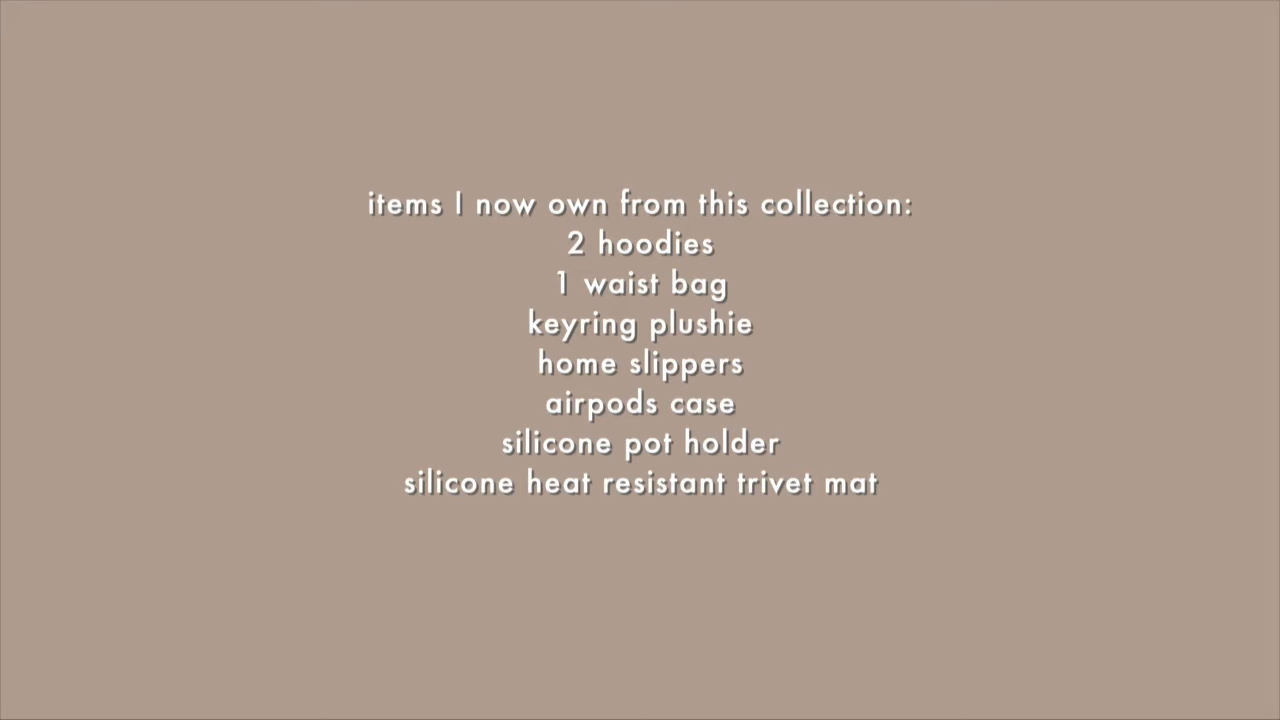 items I now own from this collection:
2 hoodies
1 waist bag
keyring plushie
home slippers
airpods case
silicone pot holder
silicone heat resistant trivet mat